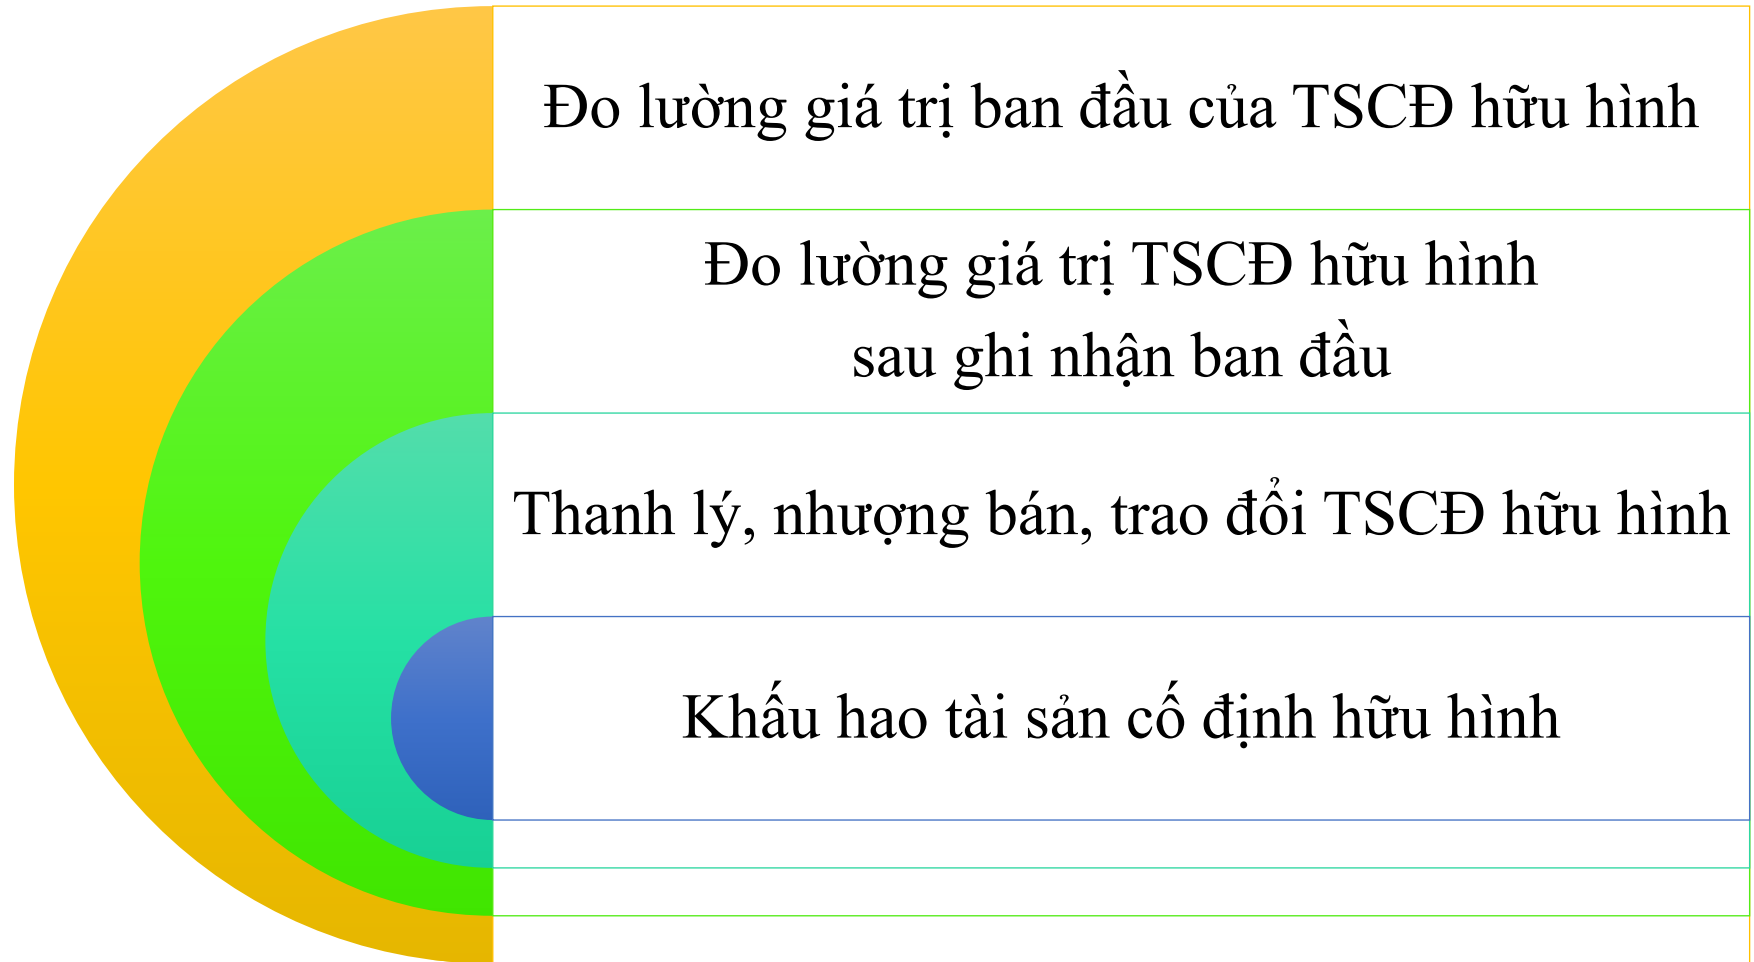 Đo lường giá trị ban đầu của TSCĐ hữu hình
Đo lường giá trị TSCĐ hữu hình
sau ghi nhận ban đầu
Thanh lý, nhượng bán, trao đổi TSCĐ hữu hình
Khấu hao tài sản cố định hữu hình